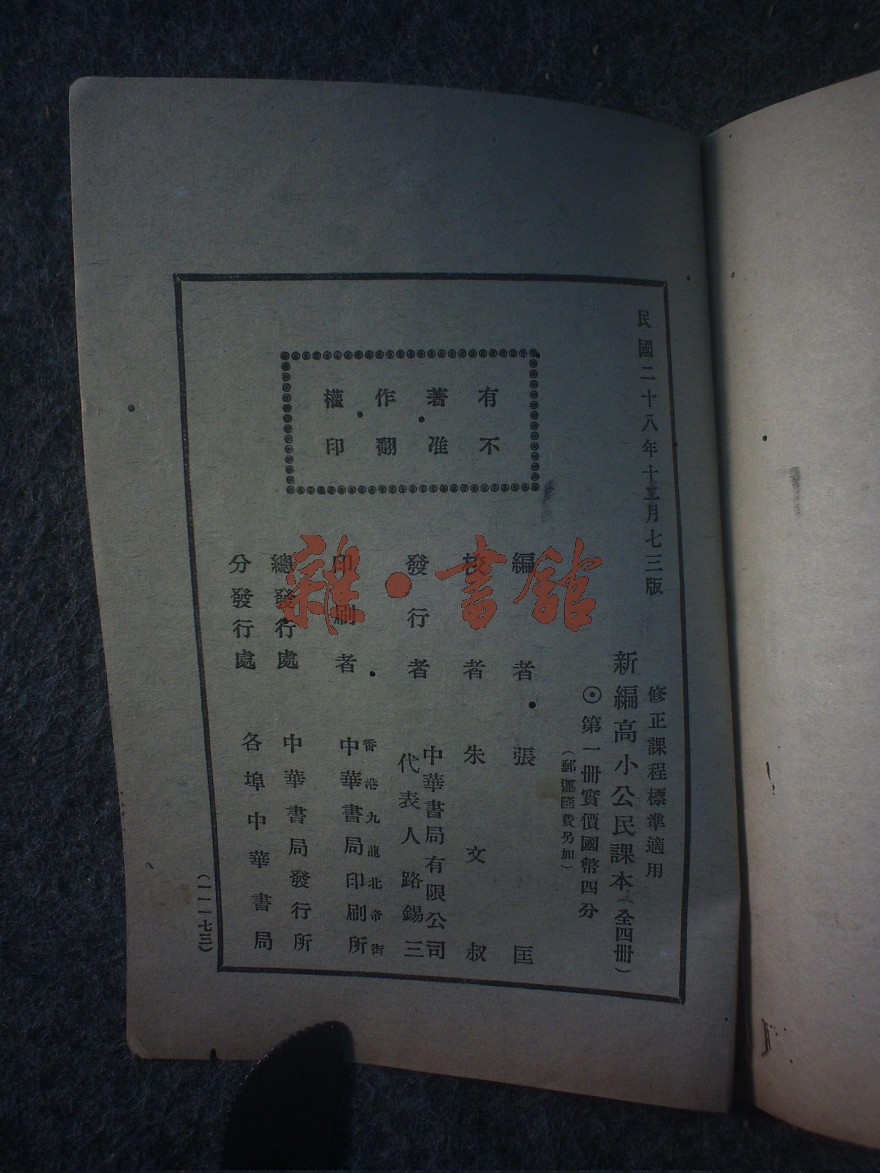 民國二十八年十二月七三版
修正課程標準適用
新編高小公民課本(全四册)
⊙第一册實價國幣四分
(郵運匯費另加)
有著作權
不准翻印
編者 張匡
校者 朱文叔
發行者 中華書局有限公司
代表人路錫三
印刷者 香港九龍北帝街
中華書局印刷所
總發行處 中華書局發行所
分發行處 各埠中華書局
(一一一七三)
雜·書館